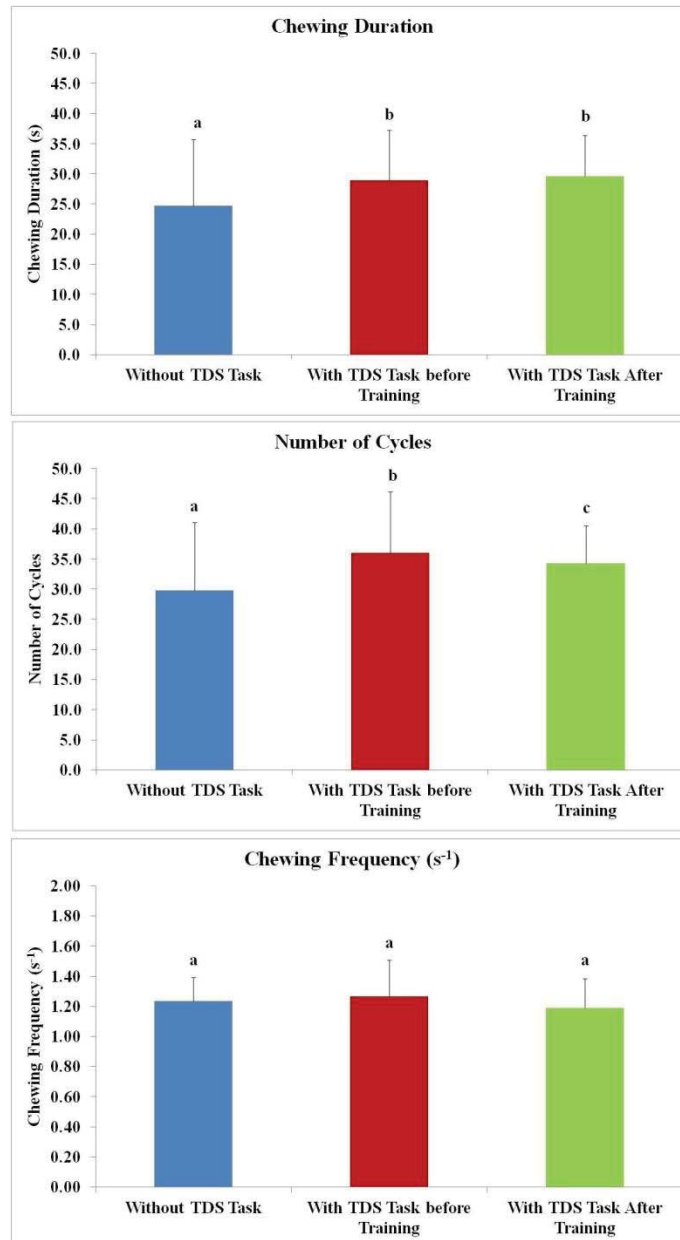 Chewing Duration
50.0
45.0
40.0
35.0
30.0
25.0
20.0
15.0
10.0
5.0
0.0
Chewing Duration (s)
a
b
b
Without TDS Task
With TDS Task before
Training
With TDS Task After
Training
Number of Cycles
50.0
45.0
40.0
35.0
30.0
25.0
20.0
15.0
10.0
5.0
0.0
Number of Cycles
a
b
c
Without TDS Task
With TDS Task before
Training
With TDS Task After
Training
Chewing Frequency (s⁻¹)
2.00
1.80
1.60
1.40
1.20
1.00
0.80
0.60
0.40
0.20
0.00
Chewing Frequency (s⁻¹)
a
a
a
Without TDS Task
With TDS Task before
Training
With TDS Task After
Training